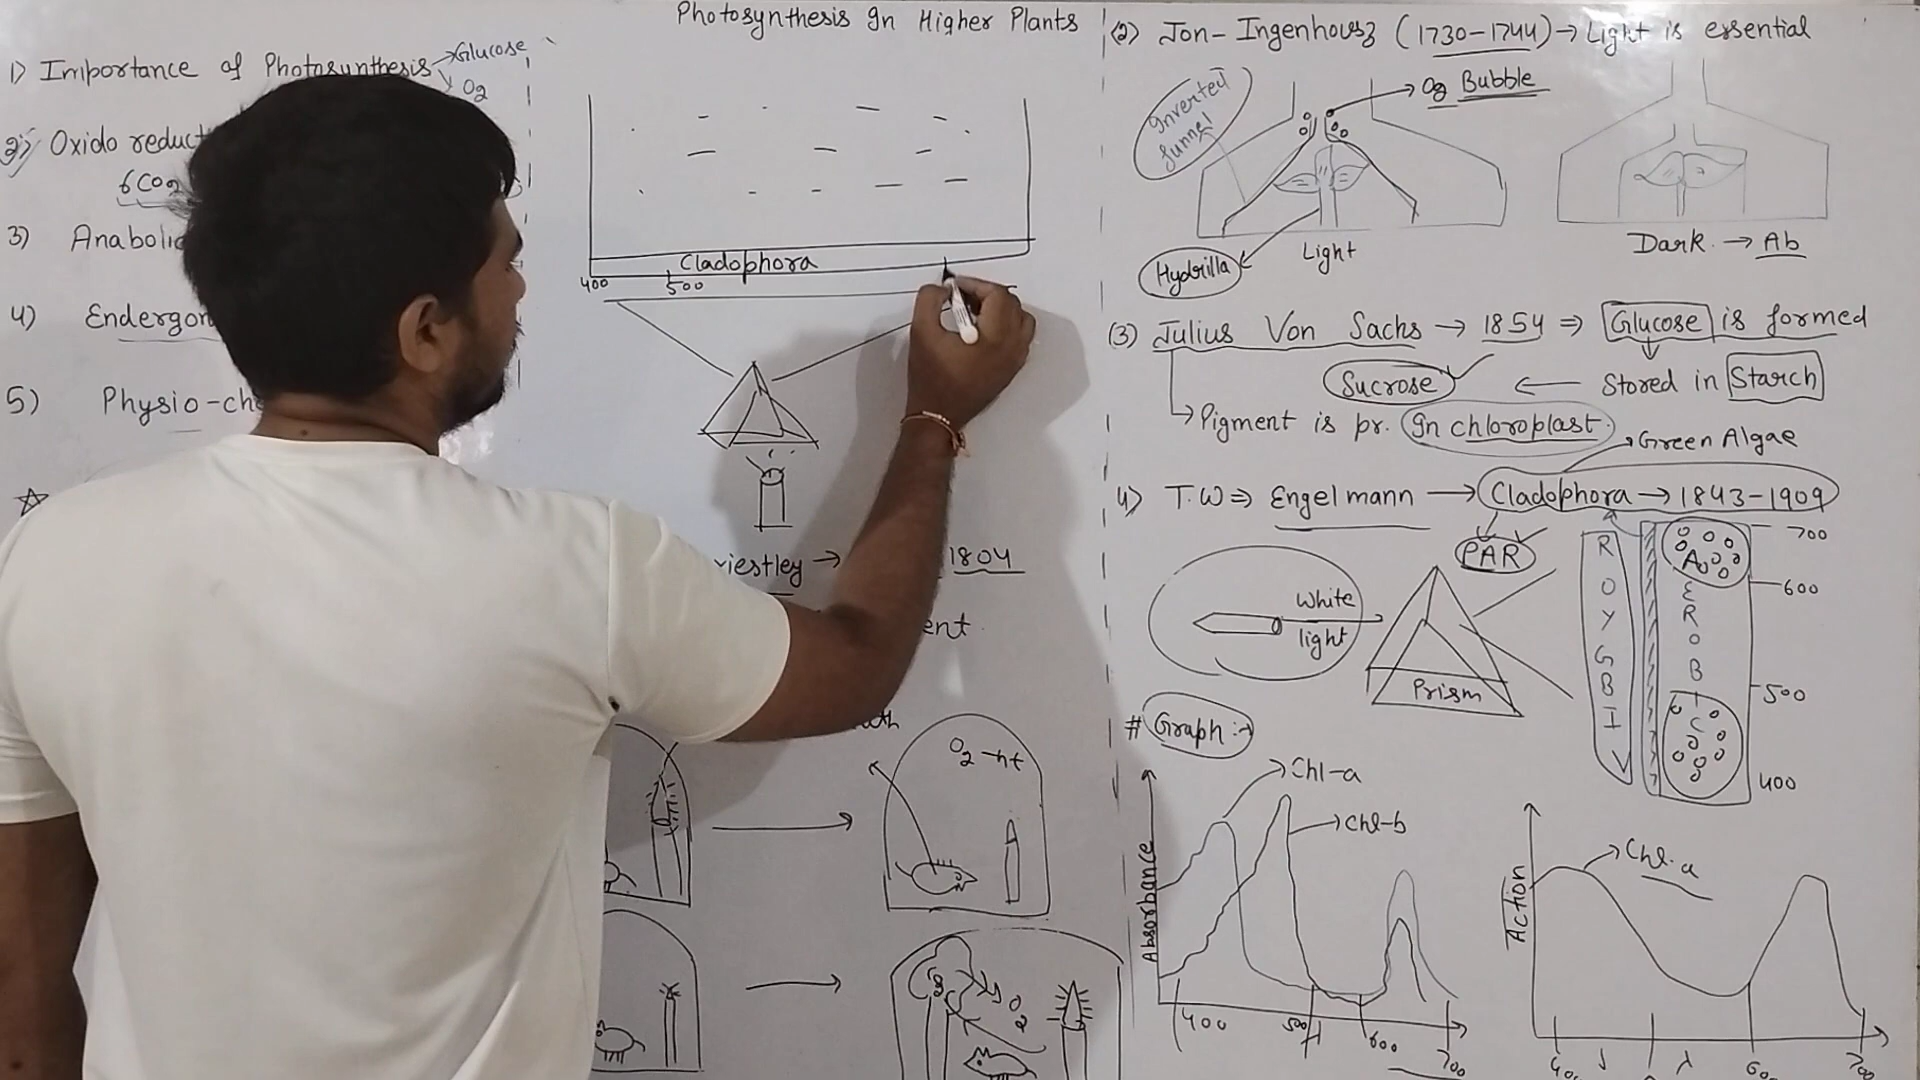 Photosynthesis In Higher Plants
1) Importance of Photosynthesis → Glucose
O2
2) Oxido reduct
6CO2
3) Anabolic
4) Endergon
5) Physio-che
Cladophora
400 500
riestley → 1804
ent
O2-nt
O2
(2) Jon-Ingenhousz (1730-1744) → Light is essential
Inverted funnel
O2 Bubble
Hydrilla
Light
Dark → Ab
(3) Julius Von Sachs → 1854 ⇒ Glucose is formed
Sucrose ← Stored in Starch
→ Pigment is pr. In chloroplast.
Green Algae
4) T.W ⇒ Engelmann → Cladophora → 1843-1909
PAR
White light
Prism
R O Y G B I V
A E R O B I C
700
600
500
400
# Graph :→
Chl-a
Chl-b
Absorbance
400 500 600 700
Chl-a
Action
λ
700